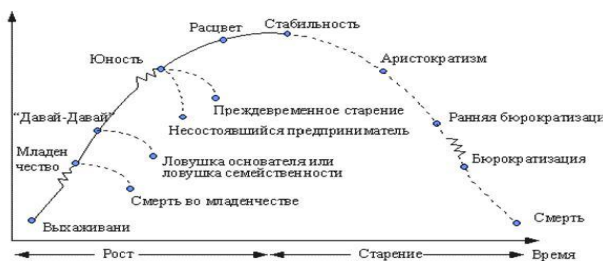 Расцвет
Стабильность
Юность
Аристократизм
Преждевременное старение
"Давай-Давай"
Несостоявшийся предприниматель
Ранняя бюрократизаци
Младен
чество
Ловушка основателя или
ловушка семейственности
Бюрократизация
Смерть во младенчестве
Выхаживани
Смерть
Рост
Старение
Время